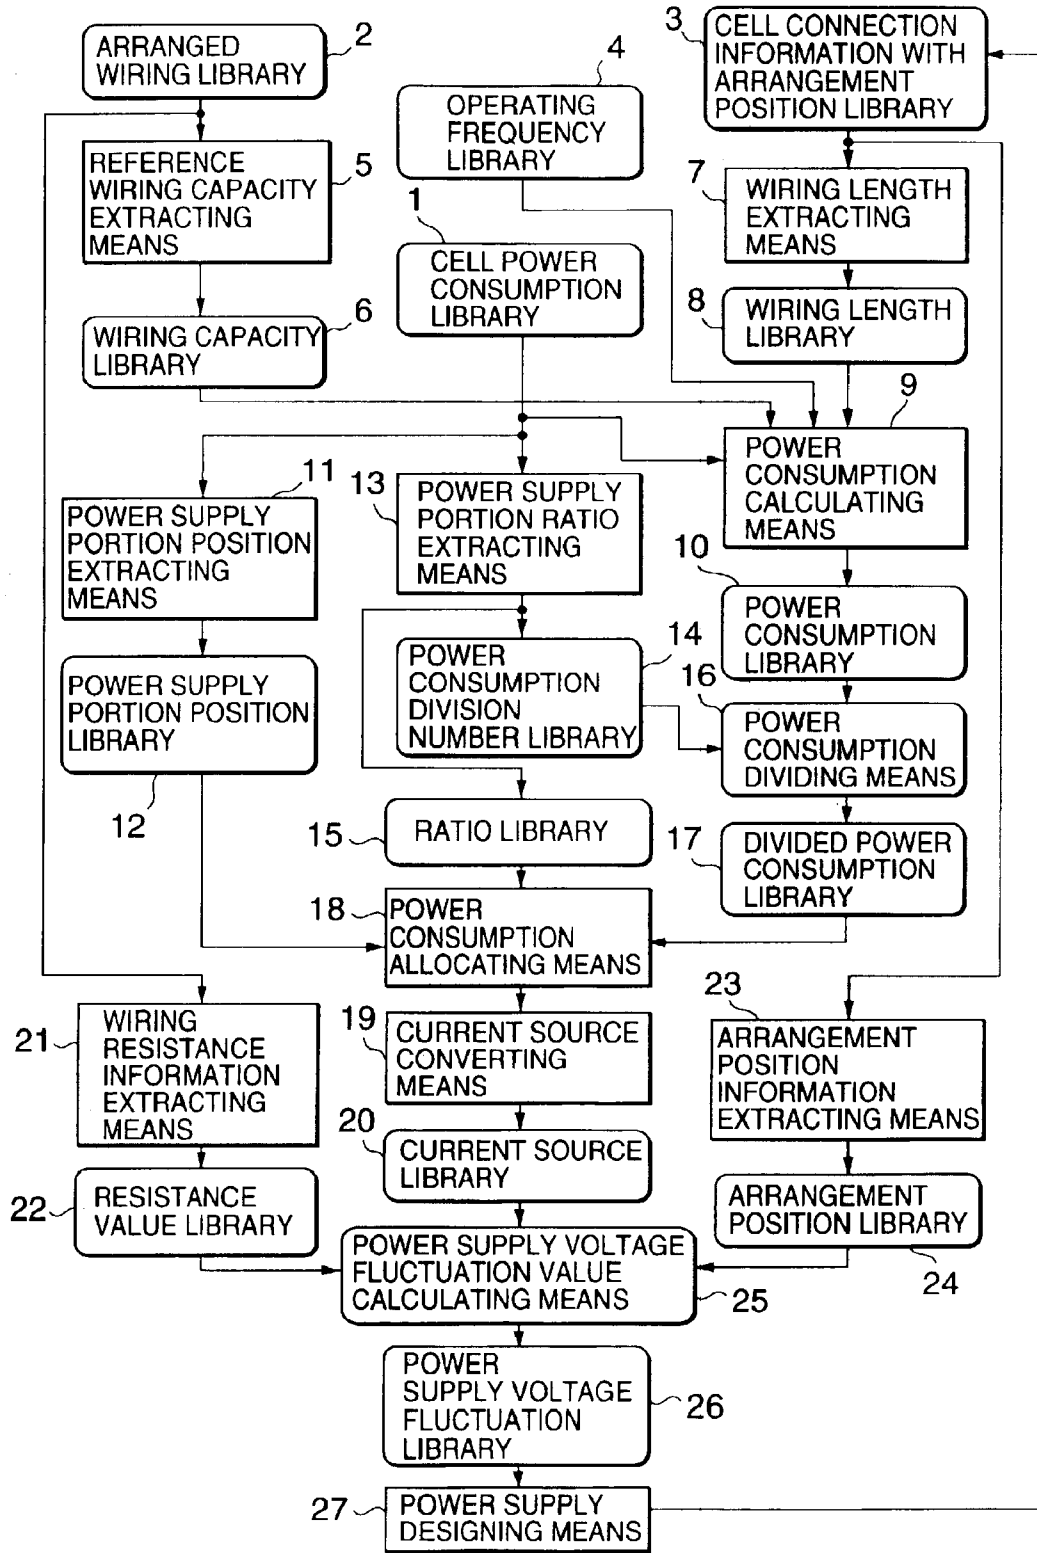 2
ARRANGED
WIRING LIBRARY
3
CELL CONNECTION
INFORMATION WITH
ARRANGEMENT
POSITION LIBRARY
4
OPERATING
FREQUENCY
LIBRARY
5
REFERENCE
WIRING CAPACITY
EXTRACTING
MEANS
7
WIRING LENGTH
EXTRACTING
MEANS
1
CELL POWER
CONSUMPTION
LIBRARY
6
WIRING CAPACITY
LIBRARY
8
WIRING LENGTH
LIBRARY
9
POWER
CONSUMPTION
CALCULATING
MEANS
11
POWER SUPPLY
PORTION POSITION
EXTRACTING
MEANS
13
POWER SUPPLY
PORTION RATIO
EXTRACTING
MEANS
10
POWER
CONSUMPTION
LIBRARY
POWER SUPPLY
PORTION POSITION
LIBRARY
12
14
POWER
CONSUMPTION
DIVISION
NUMBER LIBRARY
16
POWER
CONSUMPTION
DIVIDING MEANS
15
RATIO LIBRARY
17
DIVIDED POWER
CONSUMPTION
LIBRARY
18
POWER
CONSUMPTION
ALLOCATING MEANS
21
WIRING
RESISTANCE
INFORMATION
EXTRACTING
MEANS
19
CURRENT SOURCE
CONVERTING
MEANS
23
ARRANGEMENT
POSITION
INFORMATION
EXTRACTING MEANS
20
CURRENT SOURCE
LIBRARY
22
RESISTANCE
VALUE LIBRARY
ARRANGEMENT
POSITION LIBRARY
24
POWER SUPPLY VOLTAGE
FLUCTUATION VALUE
CALCULATING MEANS
25
POWER
SUPPLY VOLTAGE
FLUCTUATION
LIBRARY
26
27
POWER SUPPLY
DESIGNING MEANS